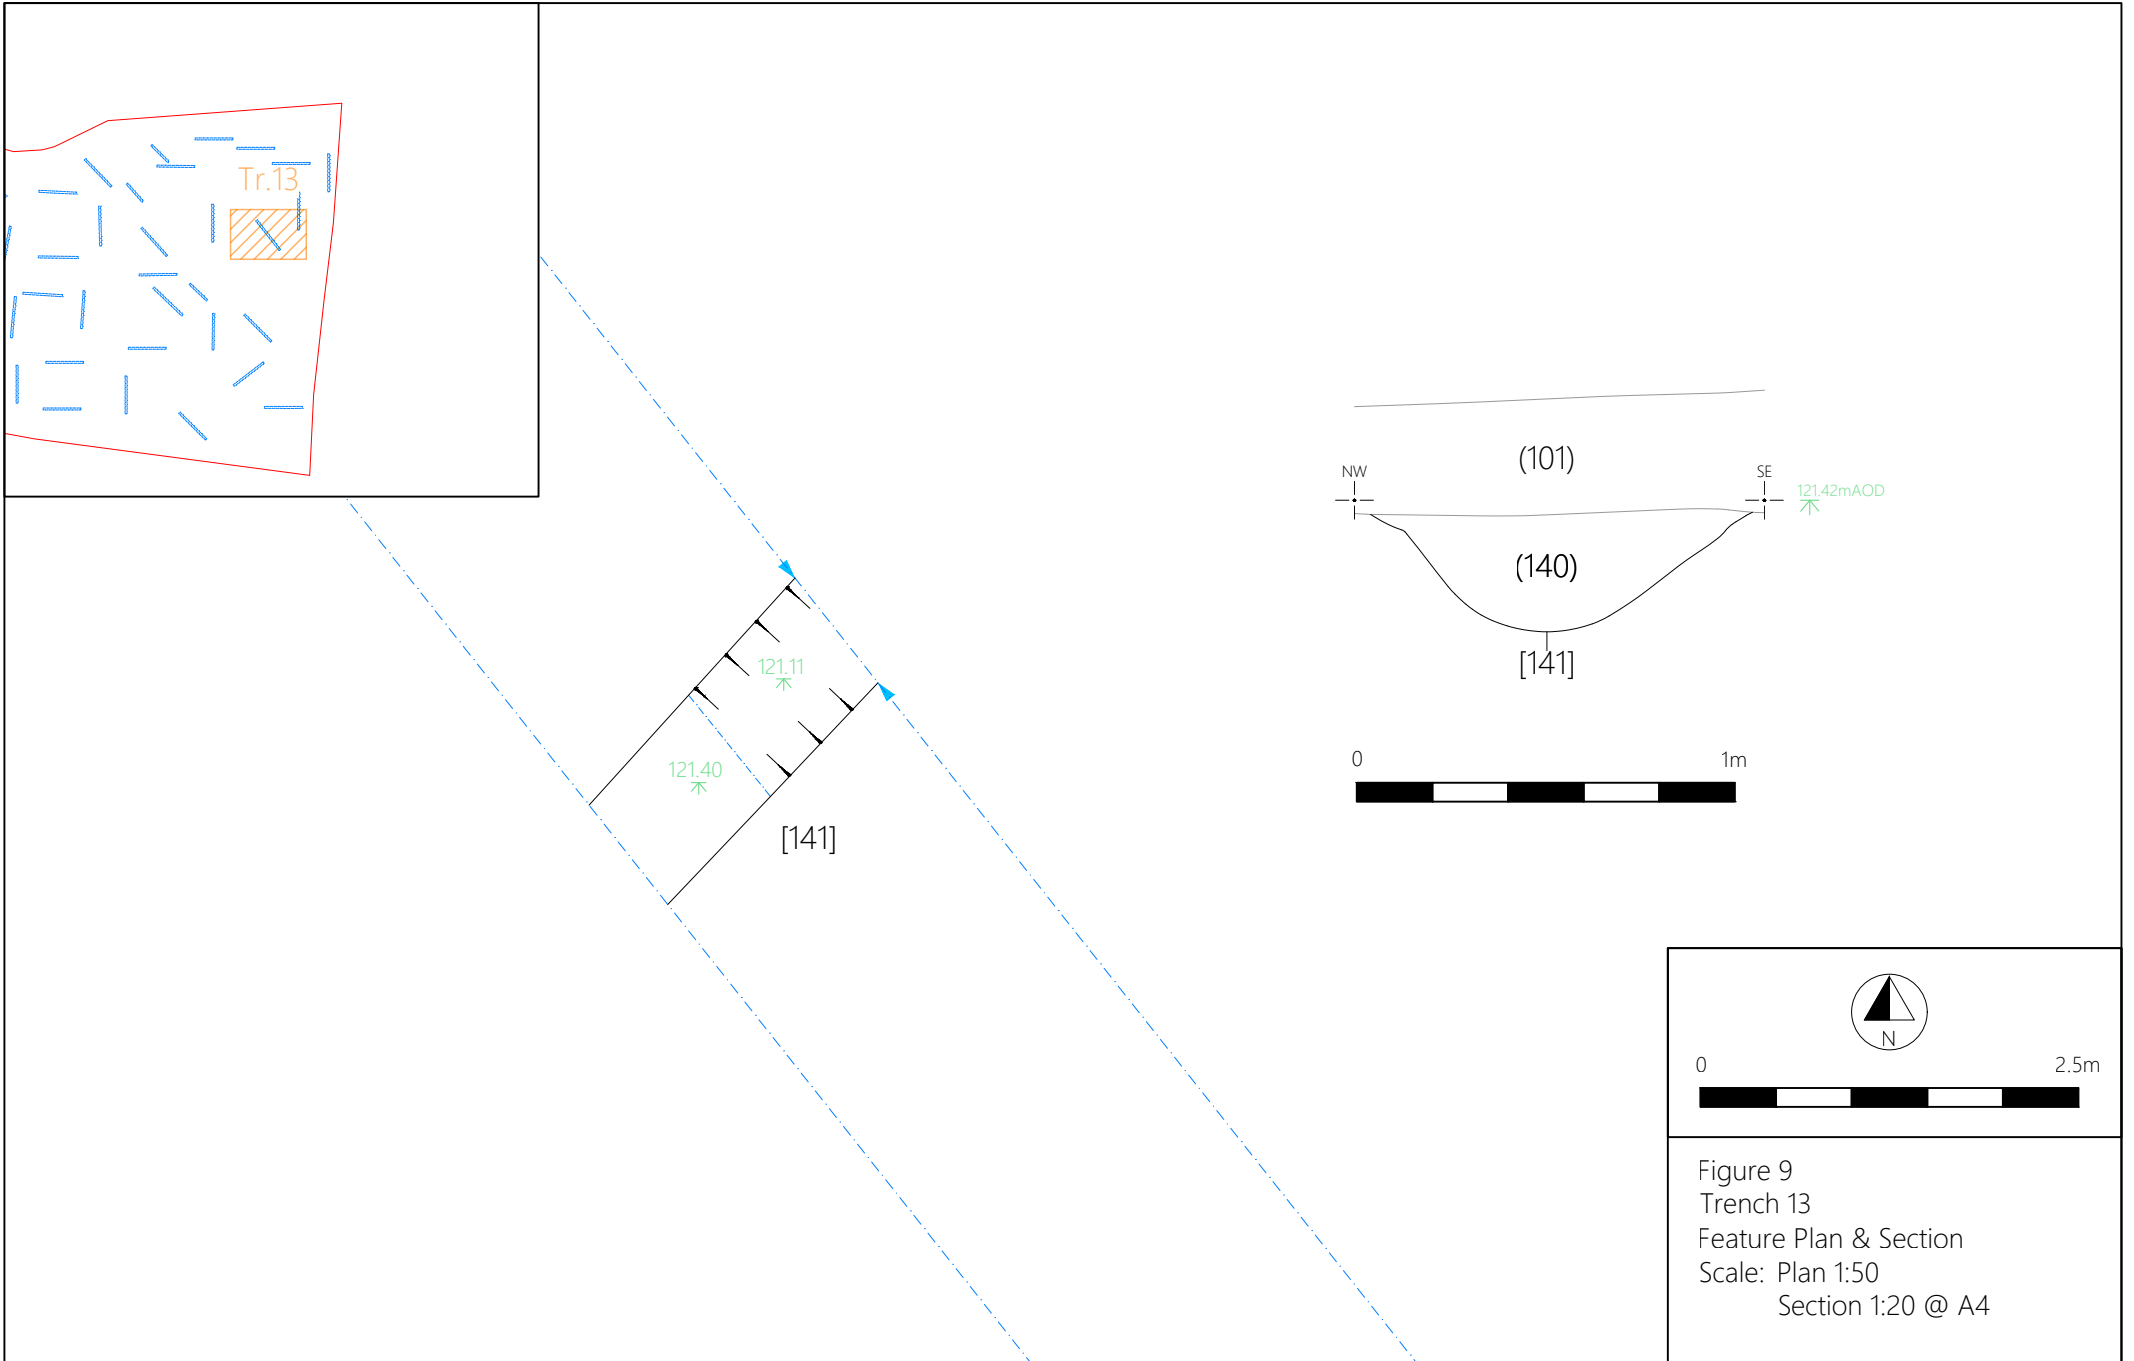 Tr.13
(101)
NW
SE
121.42mAOD
(140)
[141]
121.11
121.40
[141]
0
1m
N
0
2.5m
Figure 9
Trench 13
Feature Plan & Section
Scale: Plan 1:50
Section 1:20 @ A4